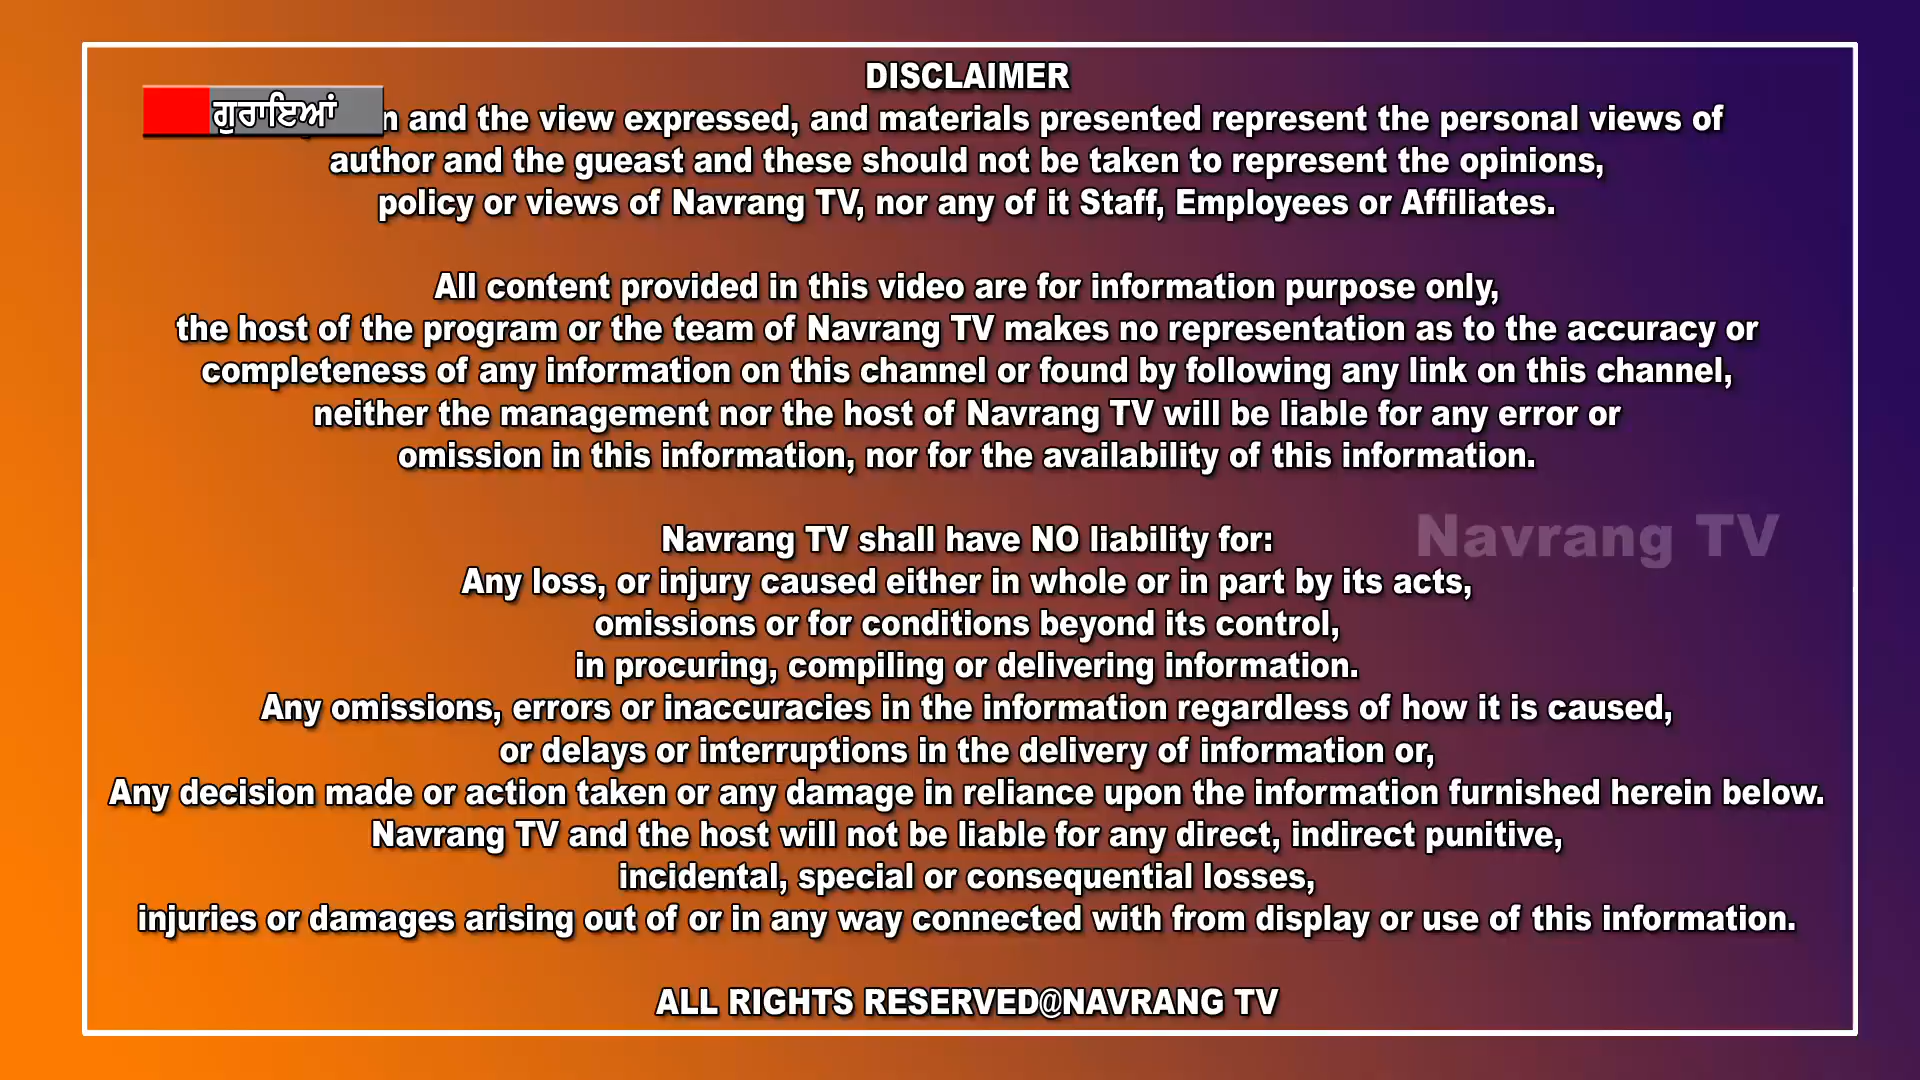 DISCLAIMER
ਗੁਰਾਇਆਂ
and the view expressed, and materials presented represent the personal views of
author and the gueast and these should not be taken to represent the opinions,
policy or views of Navrang TV, nor any of it Staff, Employees or Affiliates.
All content provided in this video are for information purpose only,
the host of the program or the team of Navrang TV makes no representation as to the accuracy or
completeness of any information on this channel or found by following any link on this channel,
neither the management nor the host of Navrang TV will be liable for any error or
omission in this information, nor for the availability of this information.
Navrang TV shall have NO liability for:
Navrang TV
Any loss, or injury caused either in whole or in part by its acts,
omissions or for conditions beyond its control,
in procuring, compiling or delivering information.
Any omissions, errors or inaccuracies in the information regardless of how it is caused,
or delays or interruptions in the delivery of information or,
Any decision made or action taken or any damage in reliance upon the information furnished herein below.
Navrang TV and the host will not be liable for any direct, indirect punitive,
incidental, special or consequential losses,
injuries or damages arising out of or in any way connected with from display or use of this information.
ALL RIGHTS RESERVED@NAVRANG TV